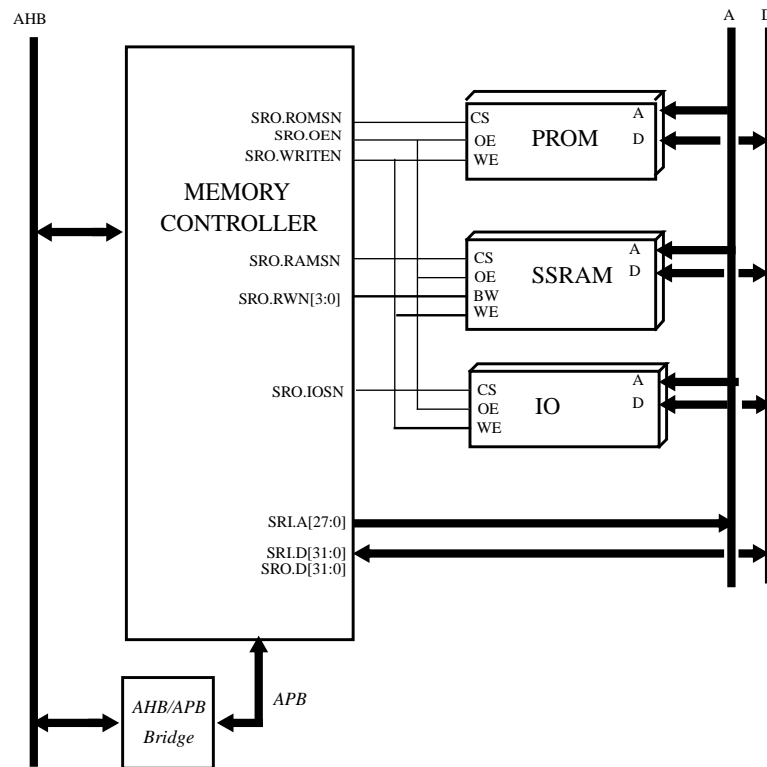 AHB
A
D
SRO.ROMSN
SRO.OEN
SRO.WRITEN
CS
OE
WE
PROM
A
D
MEMORY
CONTROLLER
SRO.RAMSN
SRO.RWN[3:0]
CS
OE
BW
WE
SSRAM
A
D
SRO.IOSN
CS
OE
WE
IO
A
D
SRI.A[27:0]
SRI.D[31:0]
SRO.D[31:0]
APB
AHB/APB
Bridge